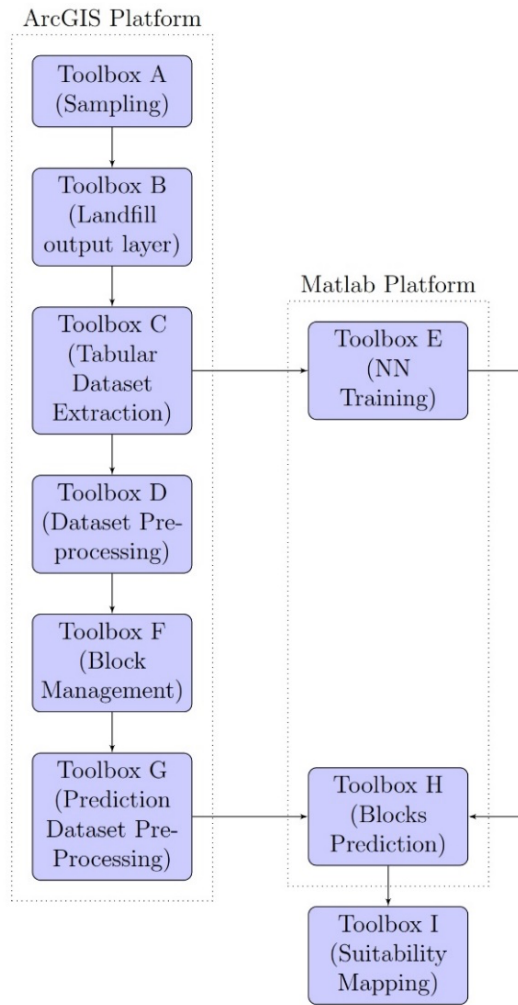 ArcGIS Platform
Toolbox A
(Sampling)
Toolbox B
(Landfill
output layer)
Toolbox C
(Tabular
Dataset
Extraction)
Toolbox D
(Dataset Pre-
processing)
Toolbox F
(Block
Management)
Toolbox G
(Prediction
Dataset Pre-
Processing)
Matlab Platform
Toolbox E
(NN
Training)
Toolbox H
(Blocks
Prediction)
Toolbox I
(Suitability
Mapping)